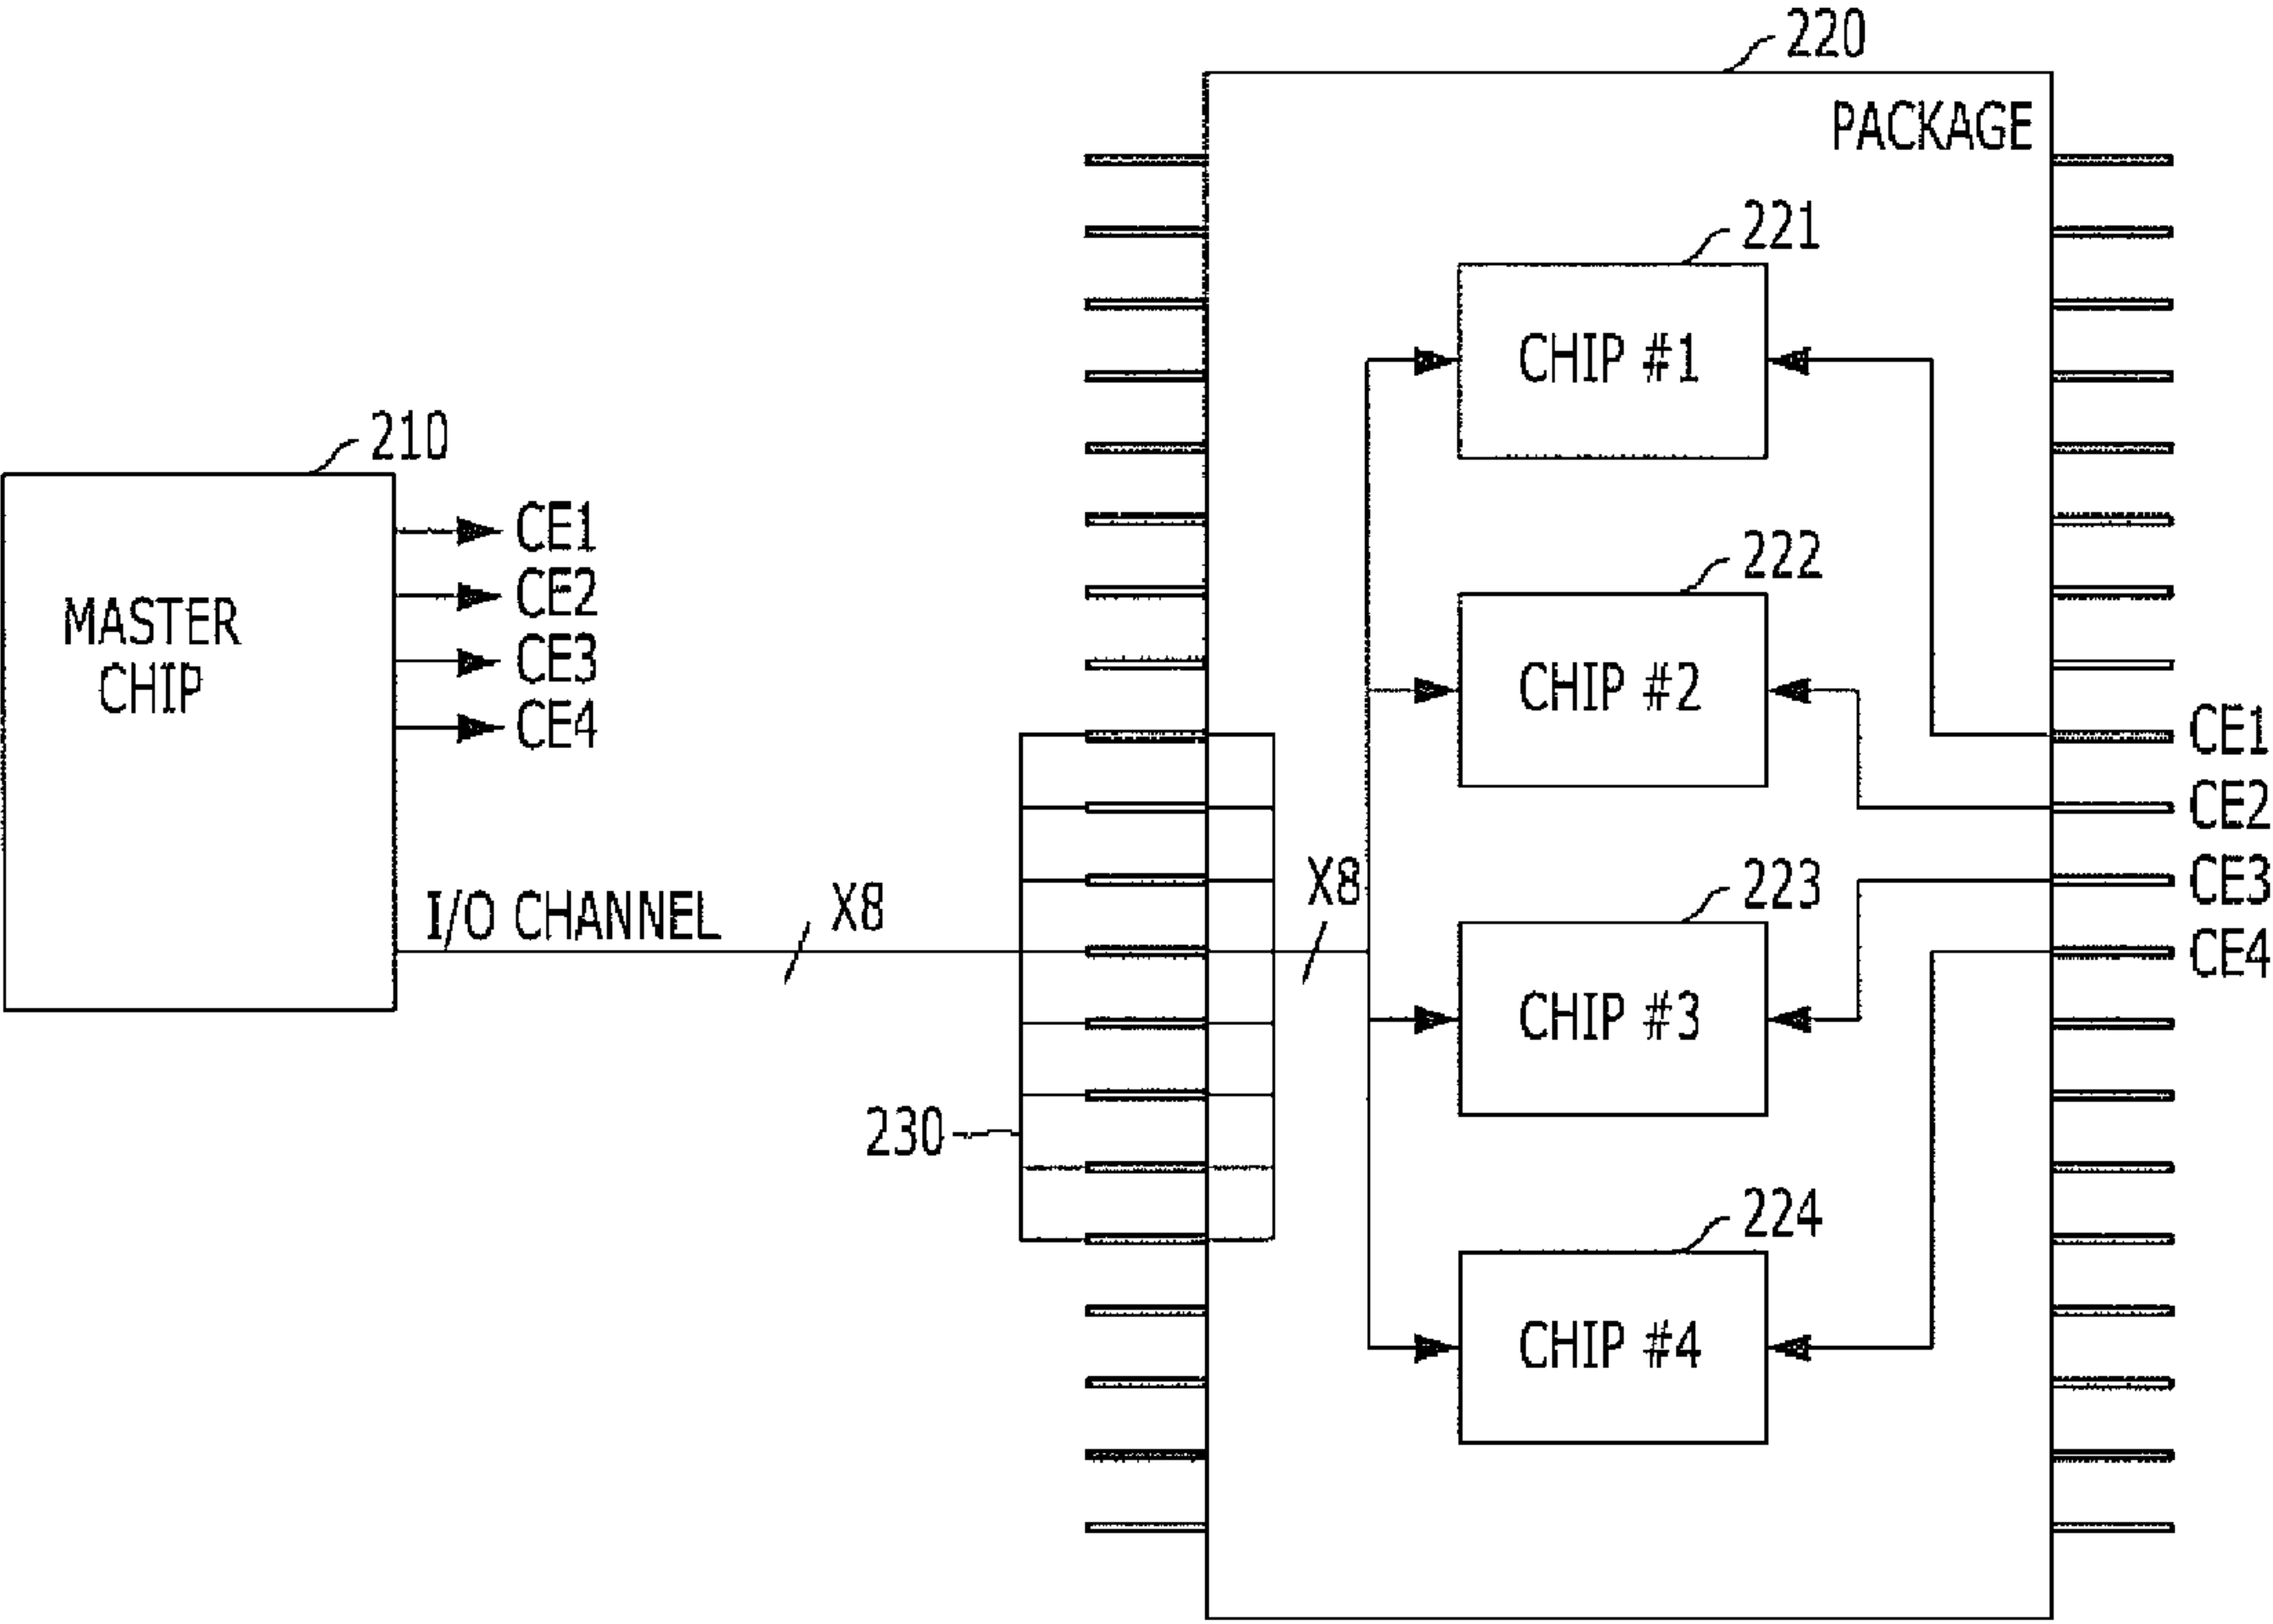 220
PACKAGE
221
CHIP #1
210
MASTER
CHIP
CE1
CE2
CE3
CE4
I/O CHANNEL
X8
230
X8
222
CHIP #2
223
CHIP #3
224
CHIP #4
CE1
CE2
CE3
CE4